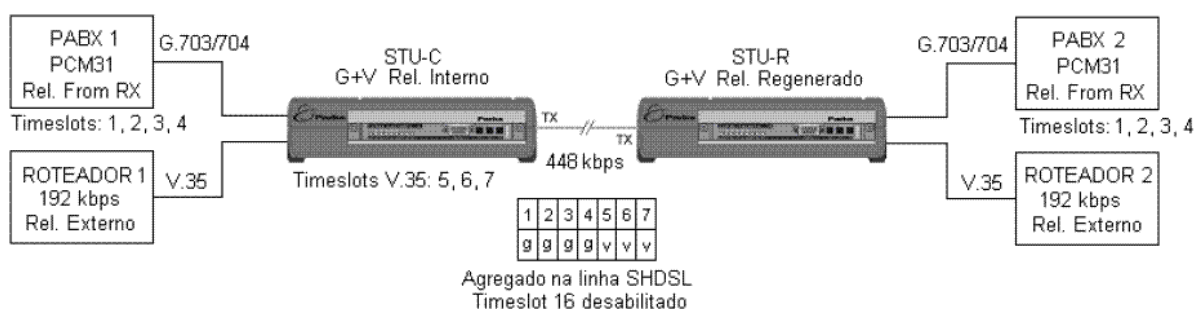 PABX 1
PCM31
Rel. From RX
Timeslots: 1, 2, 3, 4
G.703/704
ROTEADOR 1
192 kbps
Rel. Externo
V.35
STU-C
G+V Rel. Interno
Timeslots V.35: 5, 6, 7
TX
TX
448 kbps
STU-R
G+V Rel. Regenerado
G.703/704
PABX 2
PCM31
Rel. From RX
Timeslots: 1, 2, 3, 4
V.35
ROTEADOR 2
192 kbps
Rel. Externo
1 2 3 4 5 6 7
g g g g v v v
Agregado na linha SHDSL
Timeslot 16 desabilitado